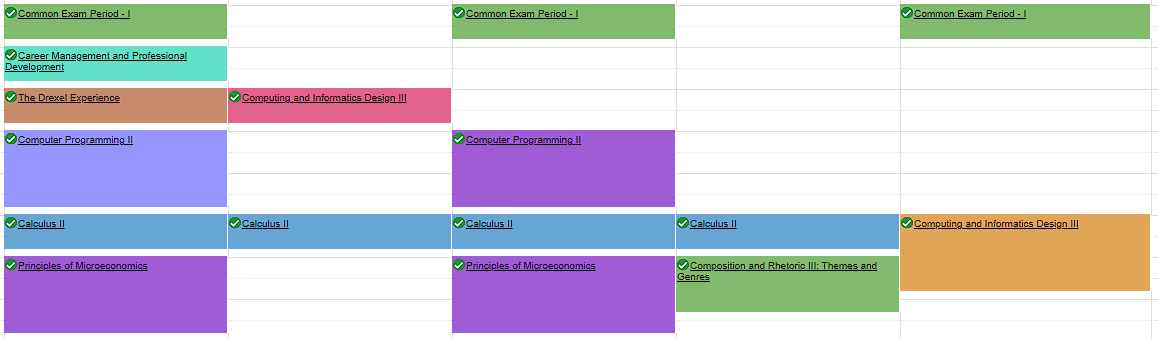 Common Exam Period - I
Common Exam Period - I
Common Exam Period - I
Career Management and Professional
Development
The Drexel Experience
Computing and Informatics Design III
Computer Programming II
Computer Programming II
Calculus II
Calculus II
Calculus II
Calculus II
Computing and Informatics Design III
Principles of Microeconomics
Principles of Microeconomics
Composition and Rhetoric III: Themes and
Genres